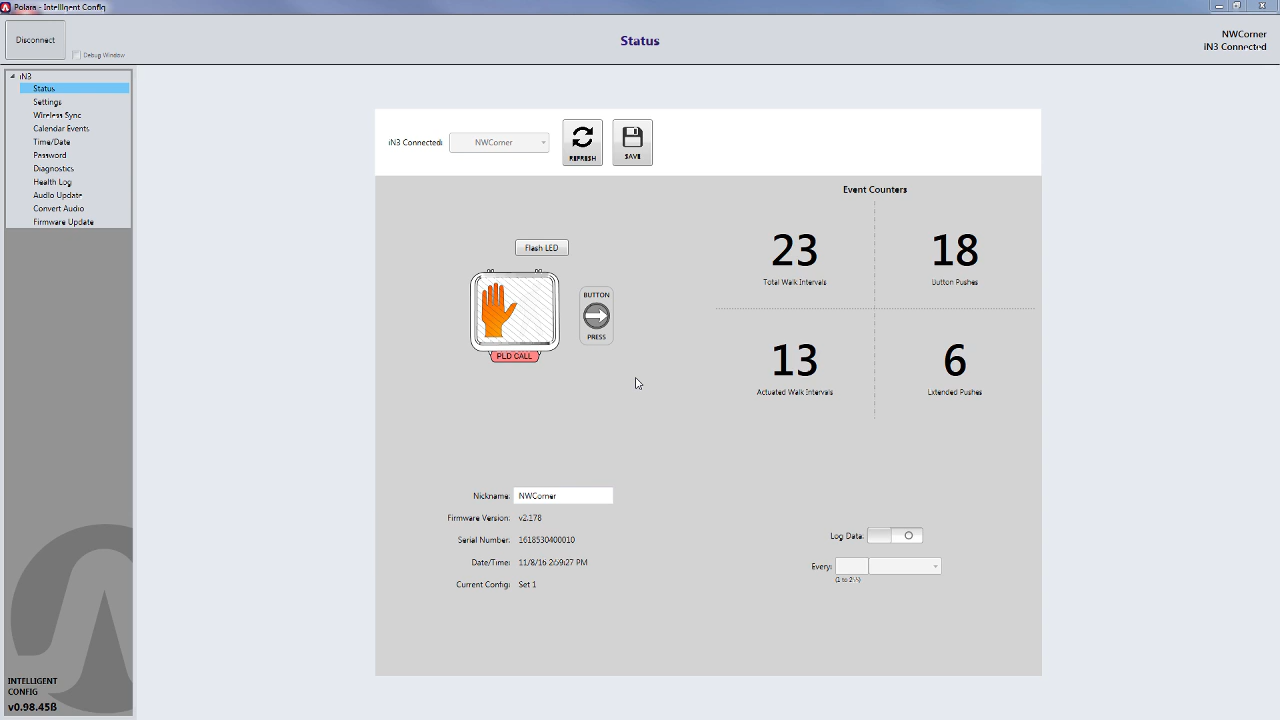 Polara - Intelligent Config
Disconnect
Debug Window
Status
NWCorner
iN3 Connected
iN3
Status
Settings
Wireless Sync
Calendar Events
Time/Date
Password
Diagnostics
Health Log
Audio Update
Convert Audio
Firmware Update
iN3 Connected:
NWCorner
REFRESH
SAVE
Event Counters
Flash LED
BUTTON
PRESS
PLD CALL
23
Total Walk Intervals
18
Button Pushes
13
Actuated Walk Intervals
6
Extended Pushes
Nickname: NWCorner
Firmware Version: v2.178
Serial Number: 1618530400010
Date/Time: 11/8/16 2:59:27 PM
Current Config: Set 1
Log Data:
Every:
INTELLIGENT
CONFIG
v0.98.45ß